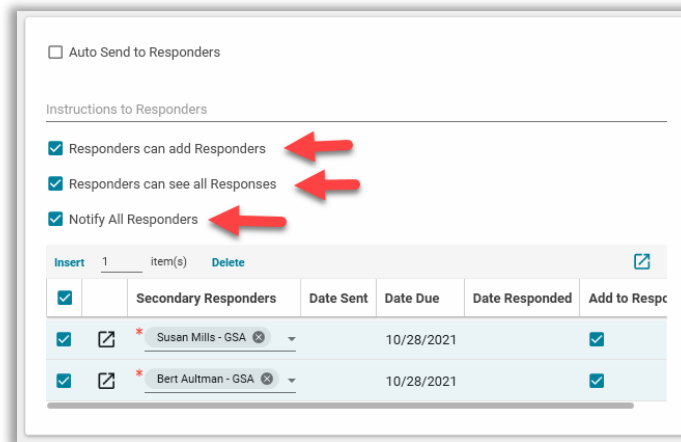 Auto Send to Responders
Instructions to Responders
Responders can add Responders
Responders can see all Responses
Notify All Responders
Insert 1 item(s) Delete
Secondary Responders Date Sent Date Due Date Responded Add to Respo
* Susan Mills - GSA 10/28/2021
* Bert Aultman - GSA 10/28/2021